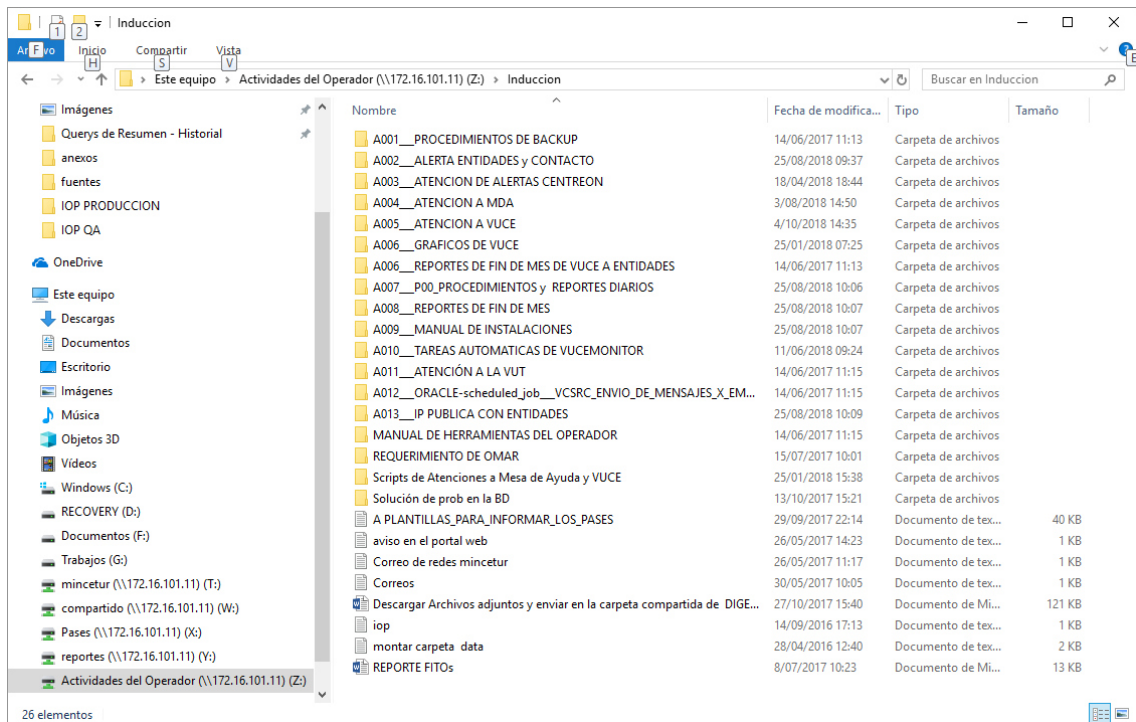 Induccion
1 2
Ar F vo Inicio Compartir Vista
H S V E
Este equipo > Actividades del Operador (\\172.16.101.11) (Z:) > Induccion
Buscar en Induccion
Imágenes
Querys de Resumen - Historial
anexos
fuentes
IOP PRODUCCION
IOP QA
OneDrive
Este equipo
Descargas
Documentos
Escritorio
Imágenes
Música
Objetos 3D
Vídeos
Windows (C:)
RECOVERY (D:)
Documentos (F:)
Trabajos (G:)
mincetur (\\172.16.101.11) (T:)
compartido (\\172.16.101.11) (W:)
Pases (\\172.16.101.11) (X:)
reportes (\\172.16.101.11) (Y:)
Actividades del Operador (\\172.16.101.11) (Z:)
Nombre Fecha de modifica... Tipo Tamaño
A001___PROCEDIMIENTOS DE BACKUP 14/06/2017 11:13 Carpeta de archivos
A002___ALERTA ENTIDADES y CONTACTO 25/08/2018 09:37 Carpeta de archivos
A003___ATENCION DE ALERTAS CENTREON 18/04/2018 18:44 Carpeta de archivos
A004___ATENCION A MDA 3/08/2018 14:50 Carpeta de archivos
A005___ATENCION A VUCE 4/10/2018 14:35 Carpeta de archivos
A006___GRAFICOS DE VUCE 25/01/2018 07:25 Carpeta de archivos
A006___REPORTES DE FIN DE MES DE VUCE A ENTIDADES 14/06/2017 11:13 Carpeta de archivos
A007___P00_PROCEDIMIENTOS y REPORTES DIARIOS 25/08/2018 10:06 Carpeta de archivos
A008___REPORTES DE FIN DE MES 25/08/2018 10:07 Carpeta de archivos
A009___MANUAL DE INSTALACIONES 25/08/2018 10:07 Carpeta de archivos
A010___TAREAS AUTOMATICAS DE VUCEMONITOR 11/06/2018 09:24 Carpeta de archivos
A011___ATENCIÓN A LA VUT 14/06/2017 11:15 Carpeta de archivos
A012___ORACLE-scheduled_job___VCSRC_ENVIO_DE_MENSAJES_X_EM... 14/06/2017 11:15 Carpeta de archivos
A013___IP PUBLICA CON ENTIDADES 25/08/2018 10:09 Carpeta de archivos
MANUAL DE HERRAMIENTAS DEL OPERADOR 14/06/2017 11:15 Carpeta de archivos
REQUERIMIENTO DE OMAR 15/07/2017 10:01 Carpeta de archivos
Scripts de Atenciones a Mesa de Ayuda y VUCE 25/01/2018 15:38 Carpeta de archivos
Solución de prob en la BD 13/10/2017 15:21 Carpeta de archivos
A PLANTILLAS_PARA_INFORMAR_LOS_PASES 29/09/2017 22:14 Documento de tex... 40 KB
aviso en el portal web 26/05/2017 14:23 Documento de tex... 1 KB
Correo de redes mincetur 26/05/2017 11:17 Documento de tex... 1 KB
Correos 30/05/2017 10:05 Documento de tex... 1 KB
Descargar Archivos adjuntos y enviar en la carpeta compartida de DIGE... 27/10/2017 15:40 Documento de Mi... 121 KB
iop 14/09/2016 17:13 Documento de tex... 1 KB
montar carpeta data 28/04/2016 12:40 Documento de tex... 2 KB
REPORTE FITOs 8/07/2017 10:23 Documento de Mi... 13 KB
26 elementos